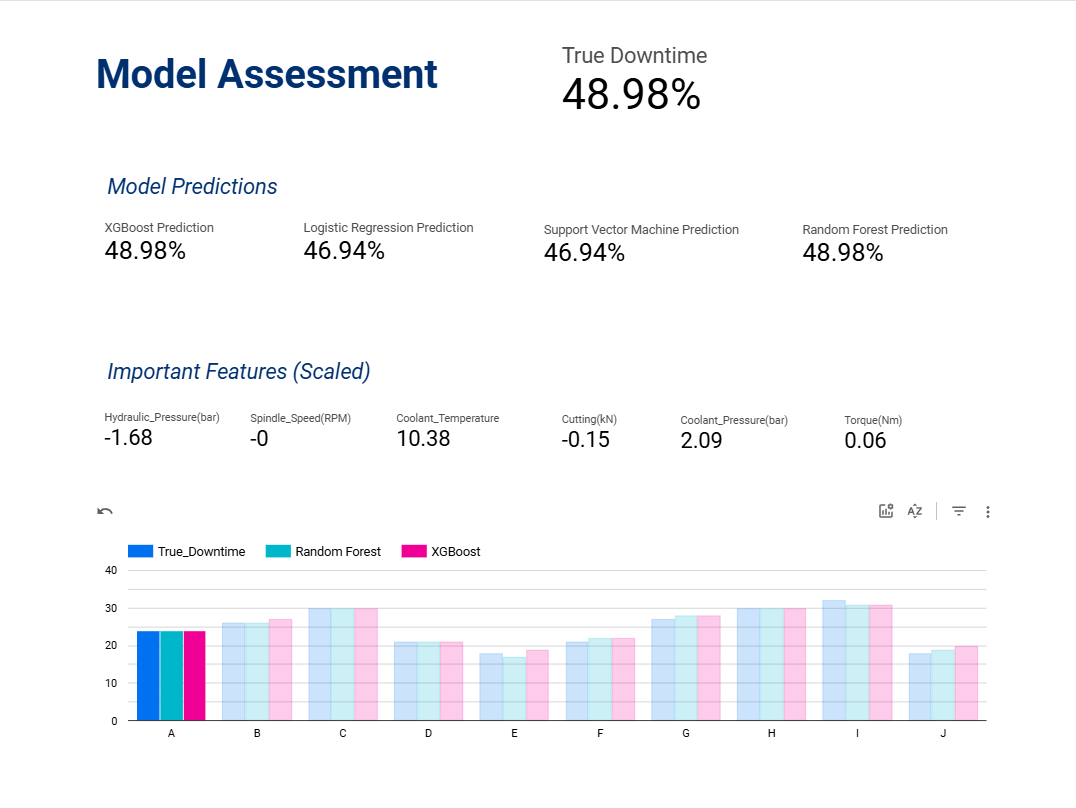 Model Assessment
True Downtime
48.98%
Model Predictions
XGBoost Prediction
48.98%
Logistic Regression Prediction
46.94%
Support Vector Machine Prediction
46.94%
Random Forest Prediction
48.98%
Important Features (Scaled)
Hydraulic_Pressure(bar)
-1.68
Spindle_Speed(RPM)
-0
Coolant_Temperature
10.38
Cutting(kN)
-0.15
Coolant_Pressure(bar)
2.09
Torque(Nm)
0.06
AZ
True_Downtime Random Forest XGBoost
40
30
20
10
0
A B C D E F G H I J